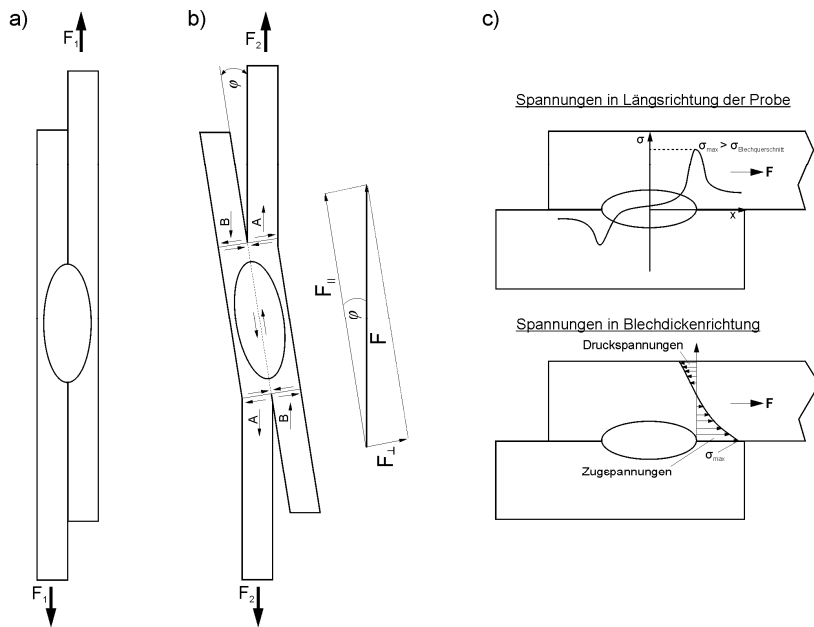 a)
F1
F1
b)
F2
φ
B
A
A
B
F2
F||
φ
F
F⊥
c)
Spannungen in Längsrichtung der Probe
σ
σmax > σBlechquerschnitt
F
x
Spannungen in Blechdickenrichtung
Druckspannungen
F
σmax
Zugspannungen